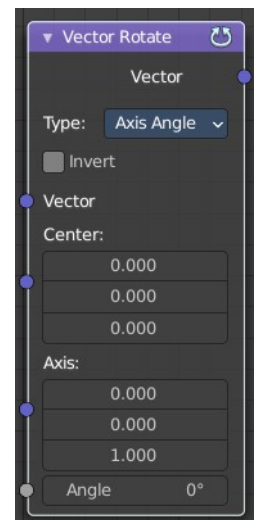 Vector Rotate
Vector
Type: Axis Angle
Invert
Vector
Center:
0.000
0.000
0.000
Axis:
0.000
0.000
1.000
Angle 0°